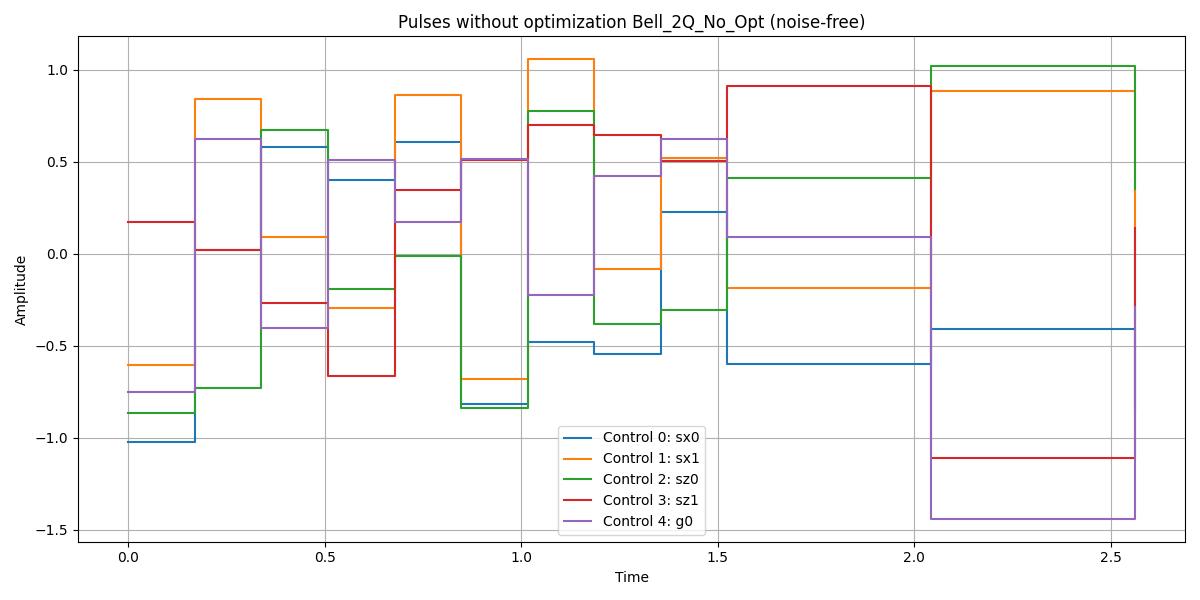 Pulses without optimization Bell_2Q_No_Opt (noise-free)
1.0
0.5
0.0
−0.5
−1.0
−1.5
Amplitude
Control 0: sx0
Control 1: sx1
Control 2: sz0
Control 3: sz1
Control 4: g0
0.0 0.5 1.0 1.5 2.0 2.5
Time